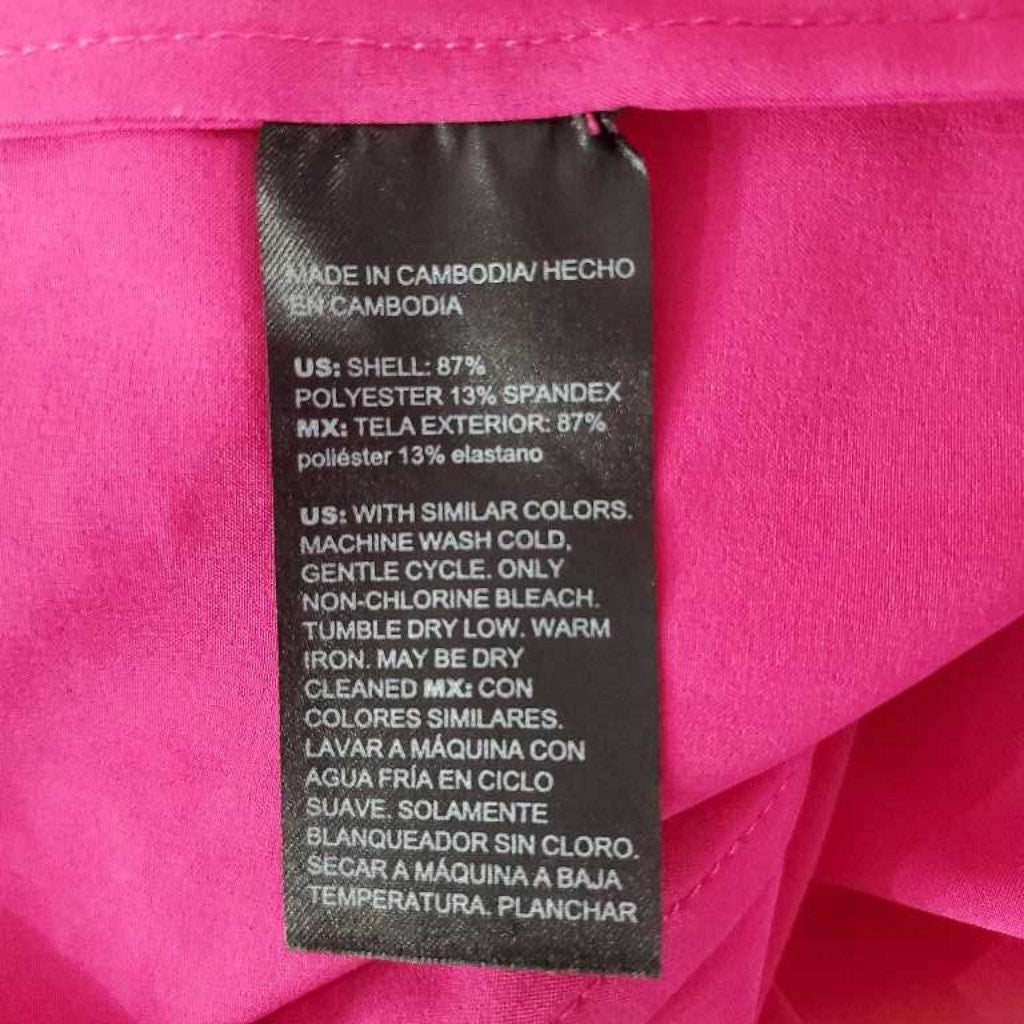 MADE IN CAMBODIA/ HECHO
EN CAMBODIA
US: SHELL: 87%
POLYESTER 13% SPANDEX
MX: TELA EXTERIOR: 87%
poliéster 13% elastano
US: WITH SIMILAR COLORS.
MACHINE WASH COLD,
GENTLE CYCLE. ONLY
NON-CHLORINE BLEACH.
TUMBLE DRY LOW. WARM
IRON. MAY BE DRY
CLEANED MX: CON
COLORES SIMILARES.
LAVAR A MÁQUINA CON
AGUA FRÍA EN CICLO
SUAVE. SOLAMENTE
BLANQUEADOR SIN CLORO.
SECAR A MÁQUINA A BAJA
TEMPERATURA. PLANCHAR